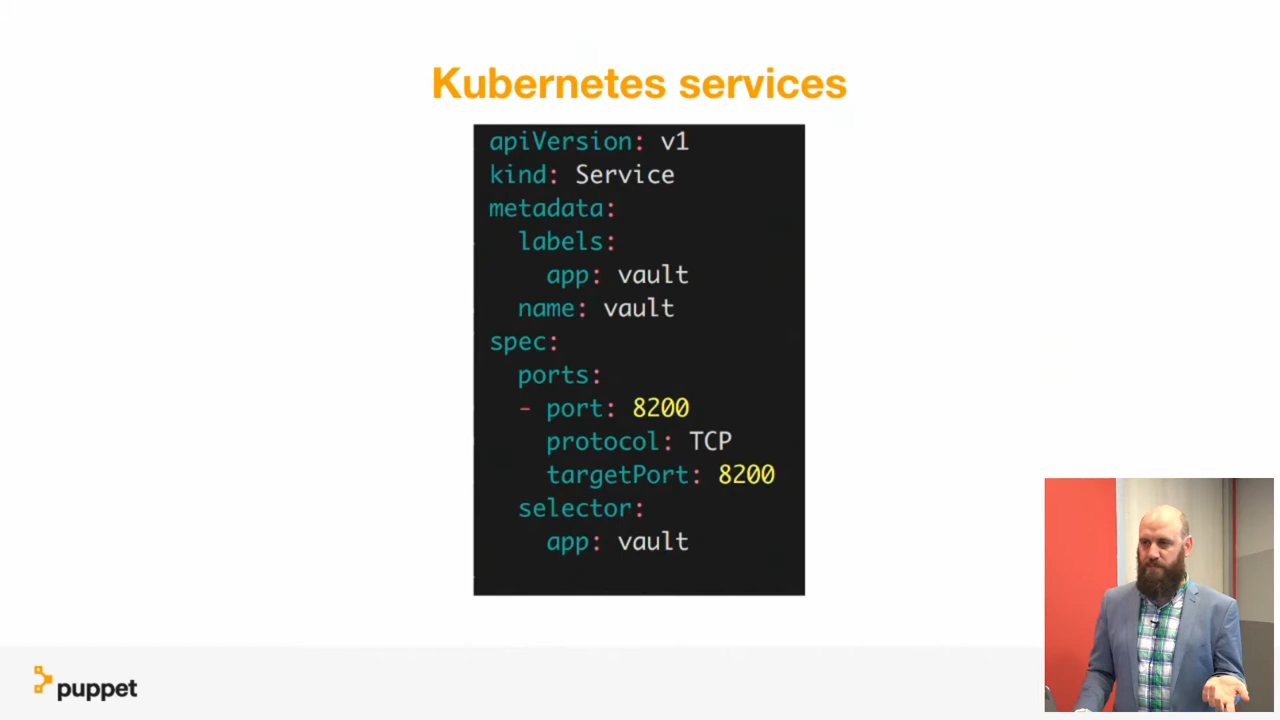 Kubernetes services
apiVersion: v1
kind: Service
metadata:
  labels:
    app: vault
  name: vault
spec:
  ports:
  - port: 8200
    protocol: TCP
    targetPort: 8200
  selector:
    app: vault
puppet